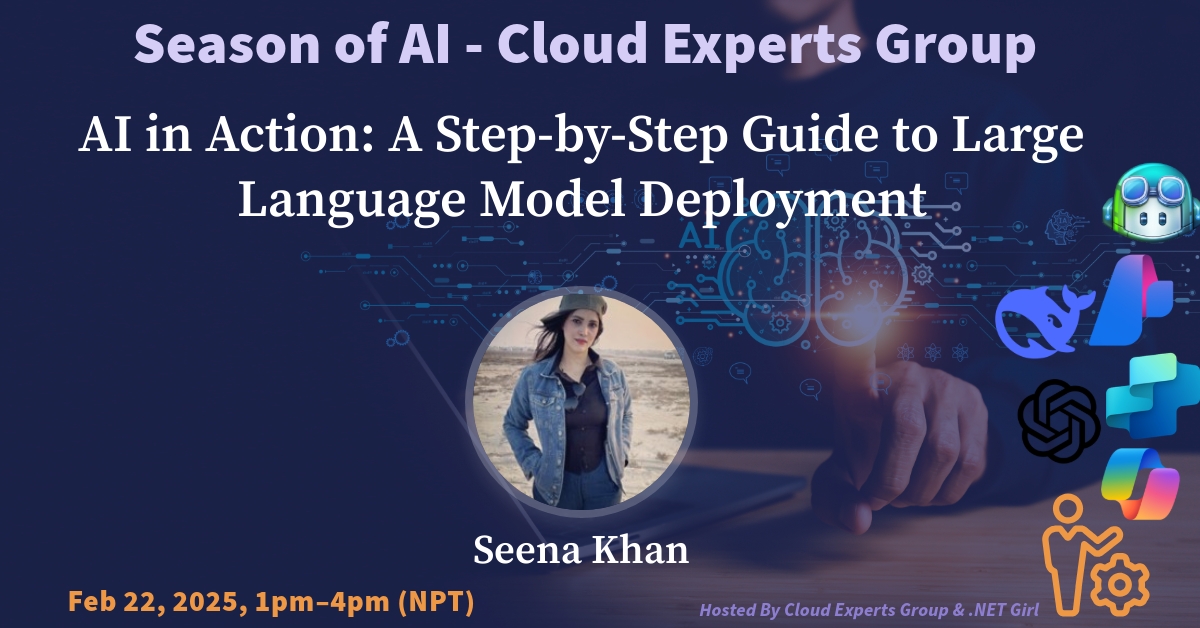 Season of AI - Cloud Experts Group
AI in Action: A Step-by-Step Guide to Large
Language Model Deployment
AI
Seena Khan
Feb 22, 2025, 1pm–4pm (NPT)
Hosted By Cloud Experts Group & .NET Girl